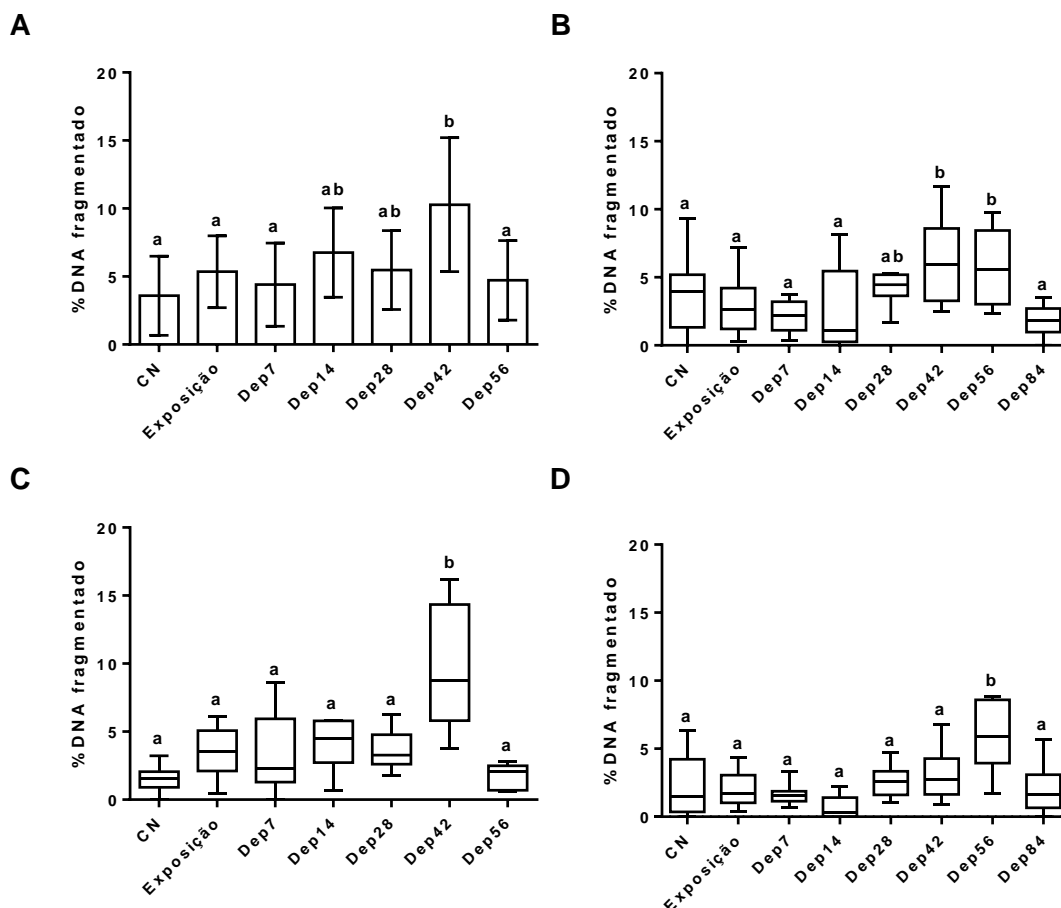 A
%DNA fragmentado
20
15
10
5
0
a
a
a
ab
ab
b
a
CN
Exposição
Dep7
Dep14
Dep28
Dep42
Dep56
B
%DNA fragmentado
20
15
10
5
0
a
a
a
a
ab
b
b
a
CN
Exposição
Dep7
Dep14
Dep28
Dep42
Dep56
Dep84
C
%DNA fragmentado
20
15
10
5
0
a
a
a
a
a
b
a
CN
Exposição
Dep7
Dep14
Dep28
Dep42
Dep56
D
%DNA fragmentado
20
15
10
5
0
a
a
a
a
a
a
b
a
CN
Exposição
Dep7
Dep14
Dep28
Dep42
Dep56
Dep84